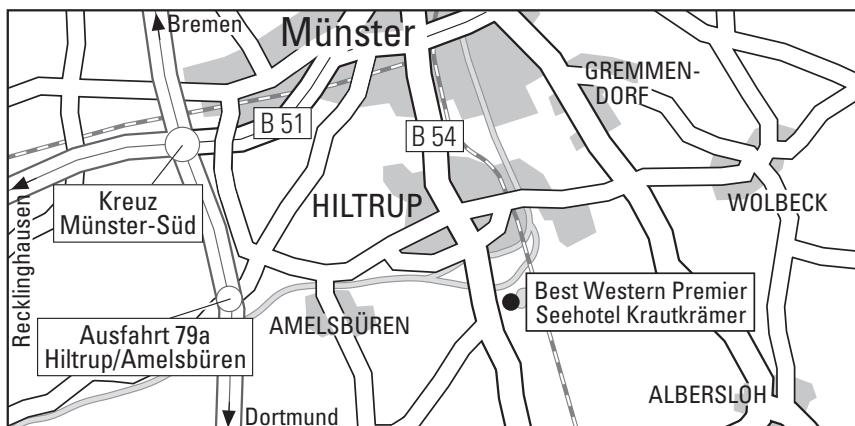 Bremen
Münster
GREMMEN-
DORF
B 51
B 54
Kreuz
Münster-Süd
HILTRUP
WOLBECK
Recklinghausen
Best Western Premier
Seehotel Krautkrämer
Ausfahrt 79a
Hiltrup/Amelsbüren
AMELSBÜREN
ALBERSLOH
Dortmund